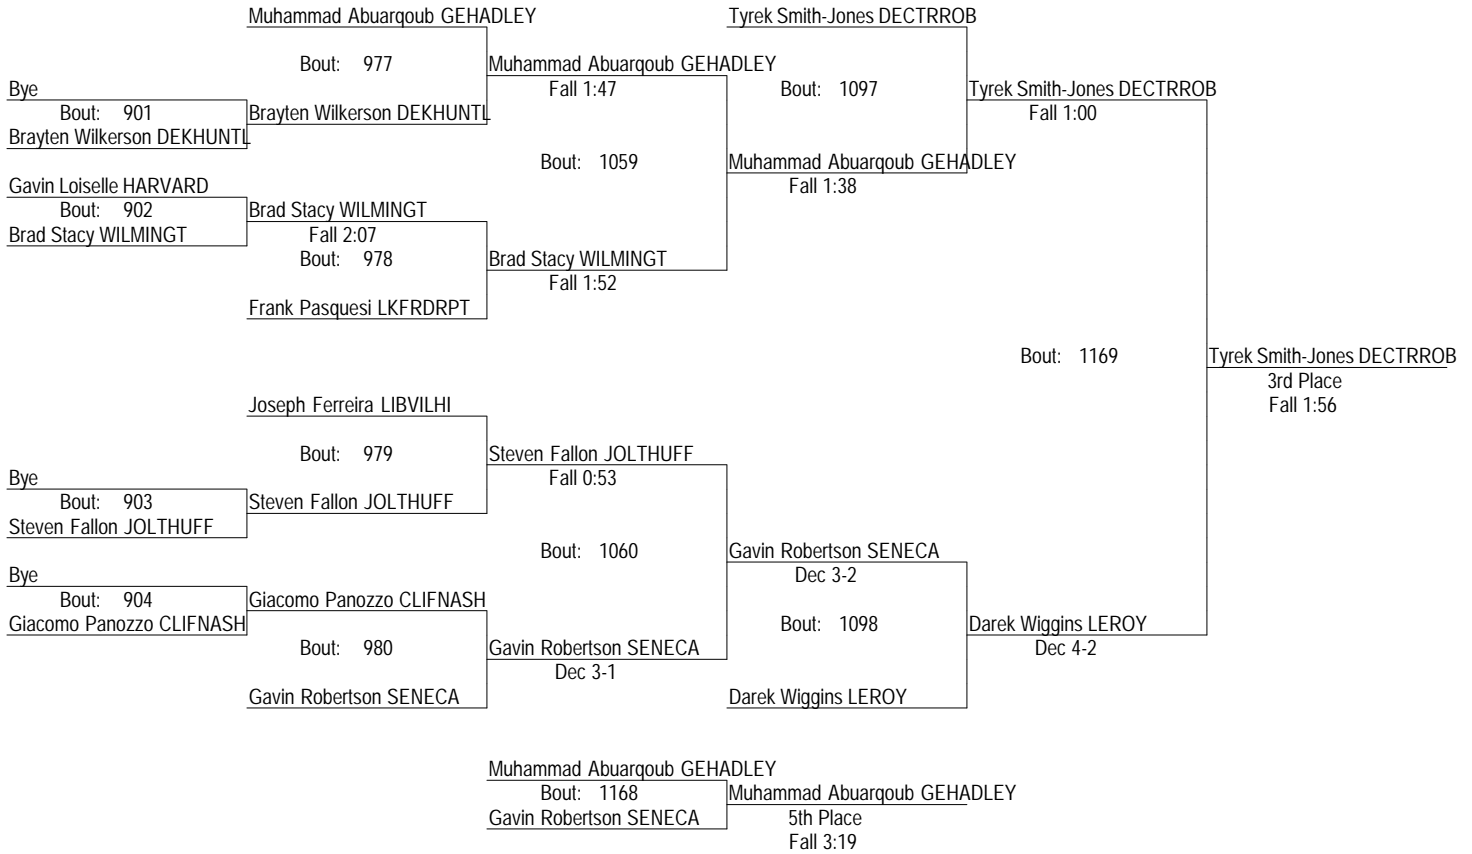 Muhammad Abuarqoub GEHADLEY
Tyrek Smith-Jones DECTRROB
Bout: 977
Muhammad Abuarqoub GEHADLEY
Bye
Fall 1:47
Bout: 1097
Tyrek Smith-Jones DECTRROB
Bout: 901
Brayten Wilkerson DEKHUNTL
Fall 1:00
Brayten Wilkerson DEKHUNTL
Bout: 1059
Muhammad Abuarqoub GEHADLEY
Gavin Loiselle HARVARD
Fall 1:38
Bout: 902
Brad Stacy WILMINGT
Brad Stacy WILMINGT
Fall 2:07
Bout: 978
Brad Stacy WILMINGT
Fall 1:52
Frank Pasquesi LKFRDRPT
Bout: 1169
Tyrek Smith-Jones DECTRROB
3rd Place
Fall 1:56
Joseph Ferreira LIBVILHI
Bout: 979
Steven Fallon JOLTHUFF
Bye
Fall 0:53
Bout: 903
Steven Fallon JOLTHUFF
Steven Fallon JOLTHUFF
Bout: 1060
Gavin Robertson SENECA
Bye
Dec 3-2
Bout: 904
Giacomo Panozzo CLIFNASH
Giacomo Panozzo CLIFNASH
Bout: 1098
Darek Wiggins LEROY
Bout: 980
Gavin Robertson SENECA
Dec 4-2
Dec 3-1
Gavin Robertson SENECA
Darek Wiggins LEROY
Muhammad Abuarqoub GEHADLEY
Bout: 1168
Muhammad Abuarqoub GEHADLEY
Gavin Robertson SENECA
5th Place
Fall 3:19